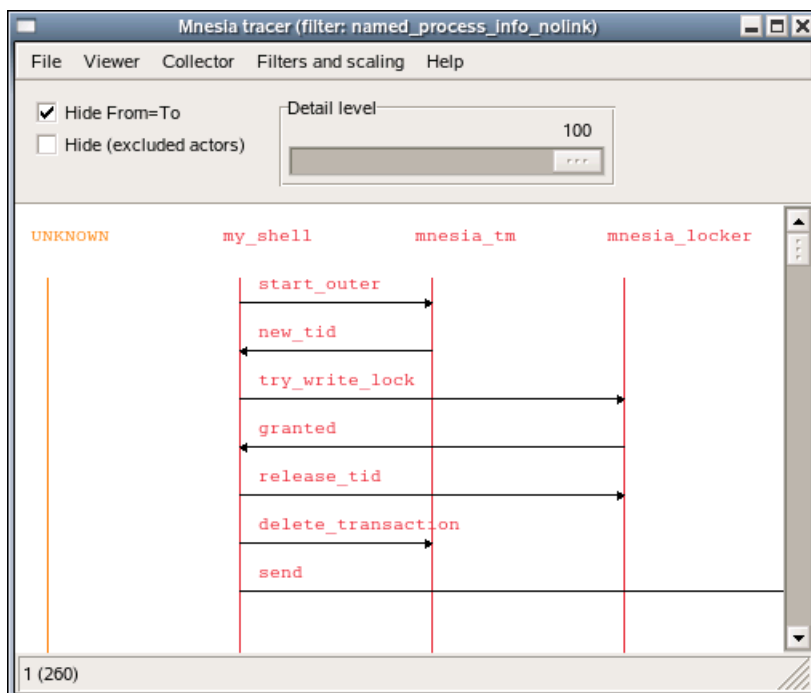 Mnesia tracer (filter: named_process_info_nolink)
File Viewer Collector Filters and scaling Help
Hide From=To
Hide (excluded actors)
Detail level
100
UNKNOWN my_shell mnesia_tm mnesia_locker
start_outer
new_tid
try_write_lock
granted
release_tid
delete_transaction
send
1 (260)